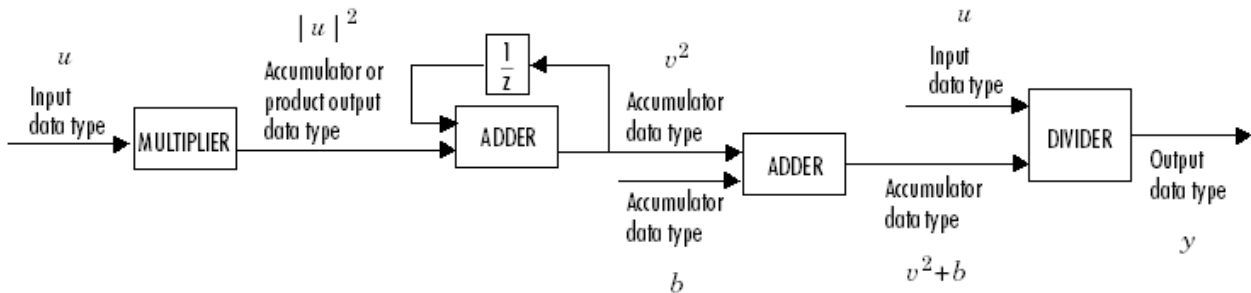 u
Input
data type
MULTIPLIER
| u | ²
Accumulator or
product output
data type
1
z
ADDER
v²
Accumulator
data type
Accumulator
data type
b
ADDER
Accumulator
data type
v²+b
u
Input
data type
DIVIDER
Output
data type
y